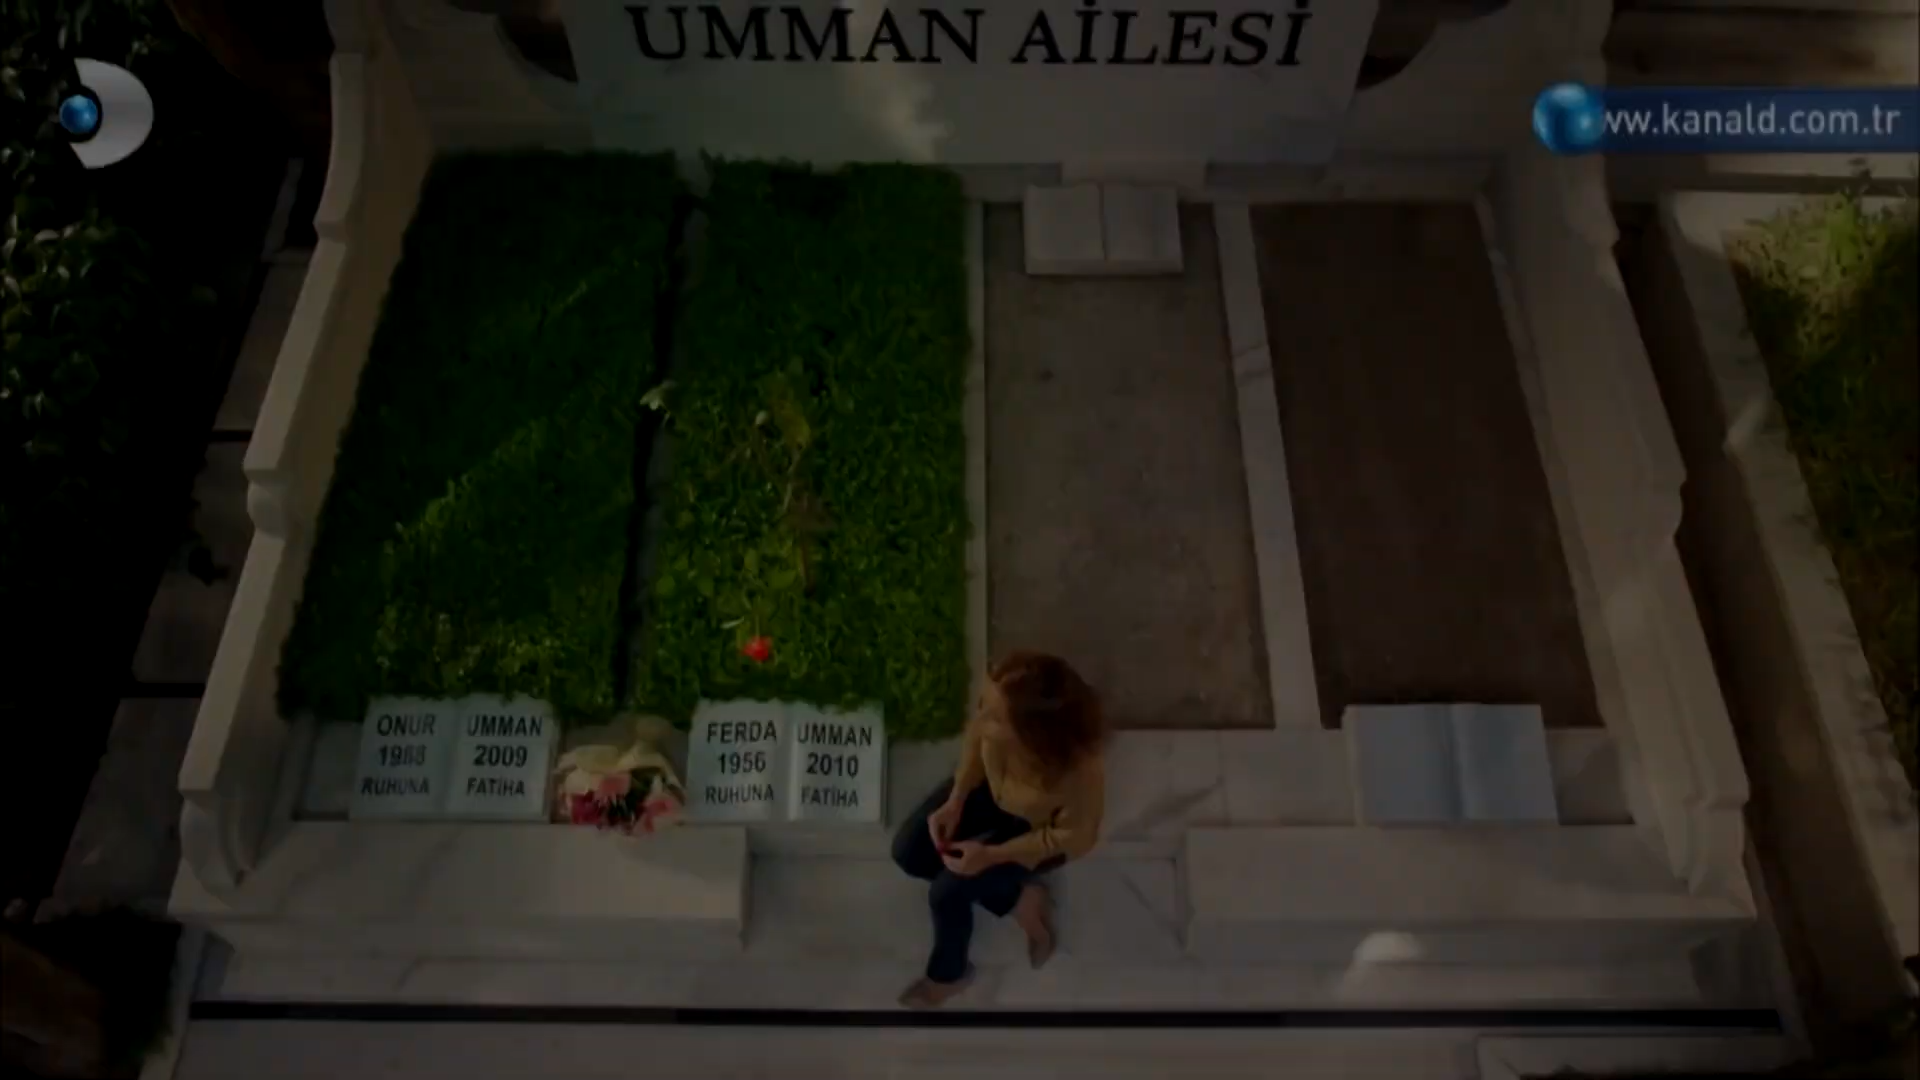 UMMAN AİLESİ
www.kanald.com.tr
ONUR UMMAN
1988 2009
RUHUNA FATİHA
FERDA UMMAN
1956 2010
RUHUNA FATİHA